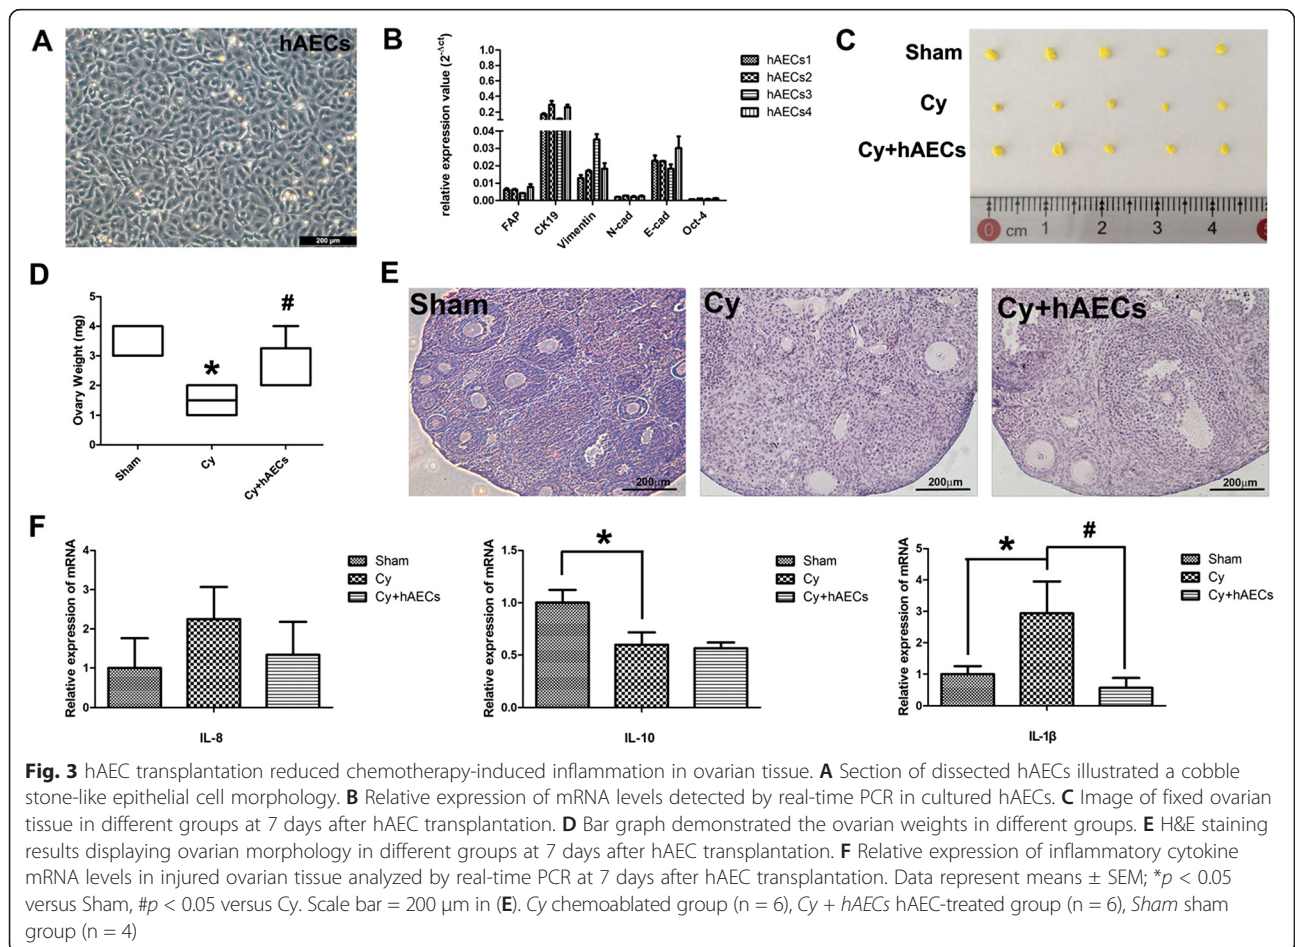 A
hAECs
200 μm
B
relative expression value (2-Δct)
1.0
0.8
0.6
0.4
0.2
0.04
0.03
0.02
0.01
0.00
FAP
CK19
Vimentin
N-cad
E-cad
Oct-4
hAECs1
hAECs2
hAECs3
hAECs4
C
Sham
Cy
Cy+hAECs
0 cm 1 2 3 4
D
Ovary Weight (mg)
5
4
3
2
1
0
*
#
Sham
Cy
Cy+hAECs
E
Sham
200μm
Cy
200μm
Cy+hAECs
200μm
F
Relative expression of mRNA
4
3
2
1
0
IL-8
Sham
Cy
Cy+hAECs
Relative expression of mRNA
1.5
1.0
0.5
0.0
*
IL-10
Sham
Cy
Cy+hAECs
Relative expression of mRNA
5
4
3
2
1
0
*
#
IL-1β
Sham
Cy
Cy+hAECs
Fig. 3 hAEC transplantation reduced chemotherapy-induced inflammation in ovarian tissue. A Section of dissected hAECs illustrated a cobble
stone-like epithelial cell morphology. B Relative expression of mRNA levels detected by real-time PCR in cultured hAECs. C Image of fixed ovarian
tissue in different groups at 7 days after hAEC transplantation. D Bar graph demonstrated the ovarian weights in different groups. E H&E staining
results displaying ovarian morphology in different groups at 7 days after hAEC transplantation. F Relative expression of inflammatory cytokine
mRNA levels in injured ovarian tissue analyzed by real-time PCR at 7 days after hAEC transplantation. Data represent means ± SEM; *p < 0.05
versus Sham, #p < 0.05 versus Cy. Scale bar = 200 μm in (E). Cy chemoablated group (n = 6), Cy + hAECs hAEC-treated group (n = 6), Sham sham
group (n = 4)